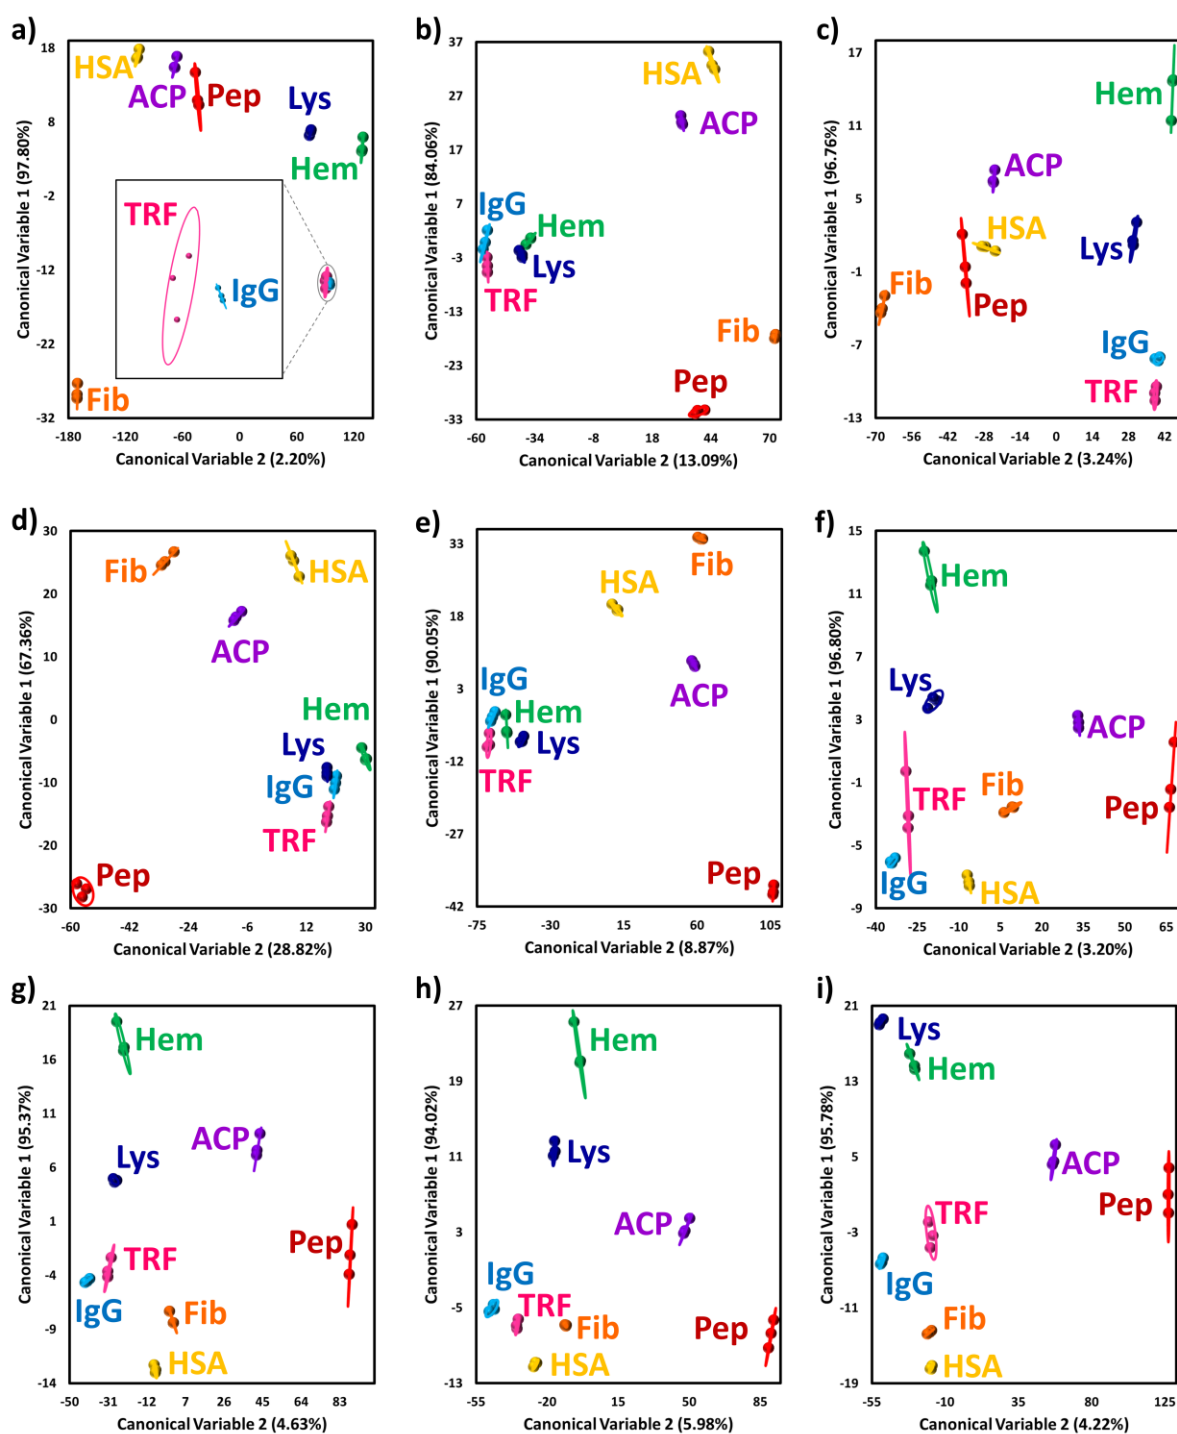 a)
18
8
-2
-12
-22
-32
Canonical Variable 1 (97.80%)
HSA
ACP
Pep
Lys
Hem
TRF
IgG
Fib
-180 -120 -60 0 60 120
Canonical Variable 2 (2.20%)
b)
37
27
17
7
-3
-13
-23
-33
Canonical Variable 1 (84.06%)
HSA
ACP
IgG
Hem
Lys
TRF
Fib
Pep
-60 -34 -8 18 44 70
Canonical Variable 2 (13.09%)
c)
17
11
5
-1
-7
-13
Canonical Variable 1 (96.76%)
Hem
ACP
HSA
Lys
Fib
Pep
IgG
TRF
-70 -56 -42 -28 -14 0 14 28 42
Canonical Variable 2 (3.24%)
d)
30
20
10
0
-10
-20
-30
Canonical Variable 1 (67.36%)
Fib
HSA
ACP
Hem
Lys
IgG
TRF
Pep
-60 -42 -24 -6 12 30
Canonical Variable 2 (28.82%)
e)
33
18
3
-12
-27
-42
Canonical Variable 1 (90.05%)
Fib
HSA
ACP
IgG
Hem
Lys
TRF
Pep
-75 -30 15 60 105
Canonical Variable 2 (8.87%)
f)
15
11
7
3
-1
-5
-9
Canonical Variable 1 (96.80%)
Hem
Lys
ACP
TRF
Fib
Pep
IgG
HSA
-40 -25 -10 5 20 35 50 65
Canonical Variable 2 (3.20%)
g)
21
16
11
6
1
-4
-9
-14
Canonical Variable 1 (95.37%)
Hem
ACP
Lys
Pep
TRF
IgG
Fib
HSA
-50 -31 -12 7 26 45 64 83
Canonical Variable 2 (4.63%)
h)
27
19
11
3
-5
-13
Canonical Variable 1 (94.02%)
Hem
Lys
ACP
IgG
TRF
Fib
Pep
HSA
-55 -20 15 50 85
Canonical Variable 2 (5.98%)
i)
21
13
5
-3
-11
-19
Canonical Variable 1 (95.78%)
Lys
Hem
ACP
Pep
TRF
IgG
Fib
HSA
-55 -10 35 80 125
Canonical Variable 2 (4.22%)